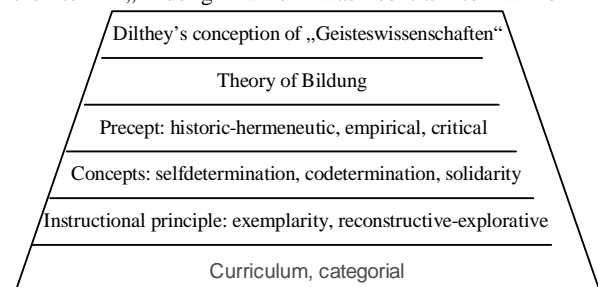 Dilthey's conception of „Geisteswissenschaften“
Theory of Bildung
Precept: historic-hermeneutic, empirical, critical
Concepts: selfdetermination, codetermination, solidarity
Instructional principle: exemplarity, reconstructive-explorative
Curriculum, categorial